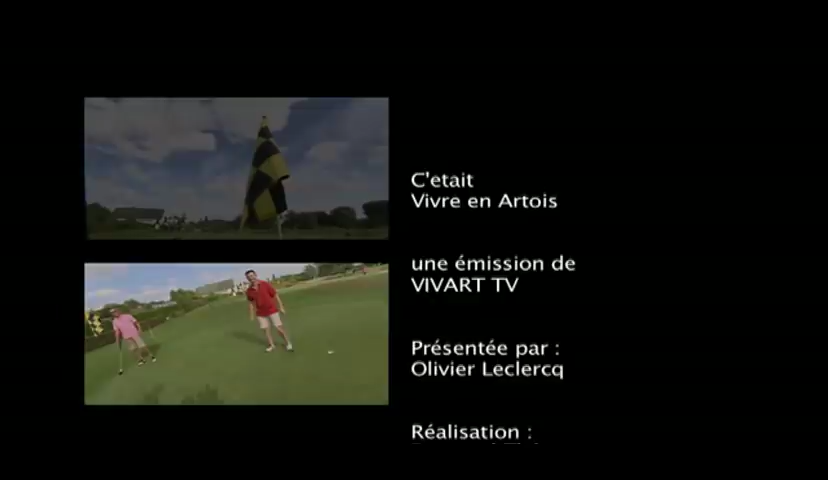 C'etait
Vivre en Artois
une émission de
VIVART TV
Présentée par :
Olivier Leclercq
Réalisation :